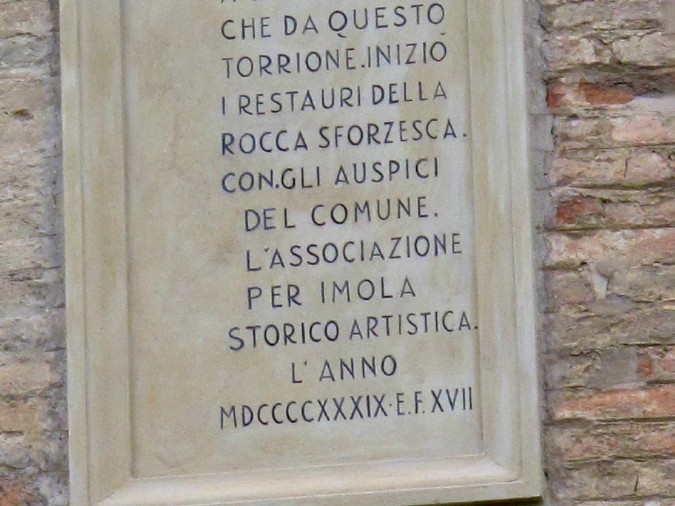 CHE DA QUESTO
TORRIONE.INIZIÒ
I RESTAURI DELLA
ROCCA SFORZESCA.
CON.GLI AUSPICI
DEL COMUNE.
L'ASSOCIAZIONE
PER IMOLA
STORICO ARTISTICA.
L'ANNO
MDCCCCXXXIX·E.F.XVII